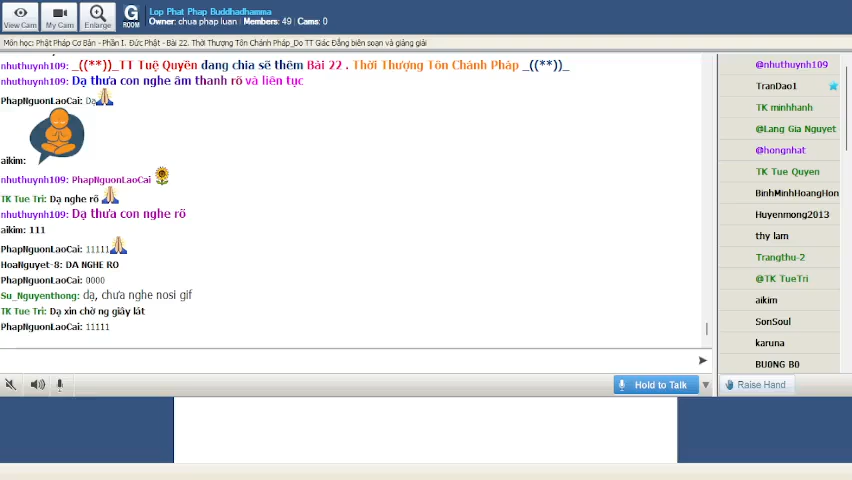 Lop Phat Phap Buddhadhamma
Owner: chua phap luan | Members: 49 | Cams: 0
View Cam
My Cam
Enlarge
G
ROOM
Môn học: Phật Pháp Cơ Bản - Phần I. Đức Phật - Bài 22. Thời Thượng Tôn Chánh Pháp_Do TT Giác Đẳng biên soạn và giảng giải
nhuthuynh109: _((**))_TT Tuệ Quyền đang chia sẽ thêm Bài 22 . Thời Thượng Tôn Chánh Pháp _((**))_
nhuthuynh109: Dạ thưa con nghe âm thanh rõ và liên tục
PhapNguonLaoCai: Dạ
aikim:
nhuthuynh109: PhapNguonLaoCai
TK Tue Tri: Dạ nghe rõ
nhuthuynh109: Dạ thưa con nghe rõ
aikim: 111
PhapNguonLaoCai: 11111
HoaNguyet-8: DA NGHE RO
PhapNguonLaoCai: 0000
Su_Nguyenthong: dạ, chưa nghe nosi gif
TK Tue Tri: Dạ xin chờ ng giây lát
PhapNguonLaoCai: 11111
@nhuthuynh109
TranDao1
TK minhhanh
@Lang Gia Nguyet
@hongnhat
TK Tue Quyen
BinhMinhHoangHon
Huyenmong2013
thy lam
Trangthu-2
@TK TueTri
aikim
SonSoul
karuna
BUONG B0
Hold to Talk
Raise Hand